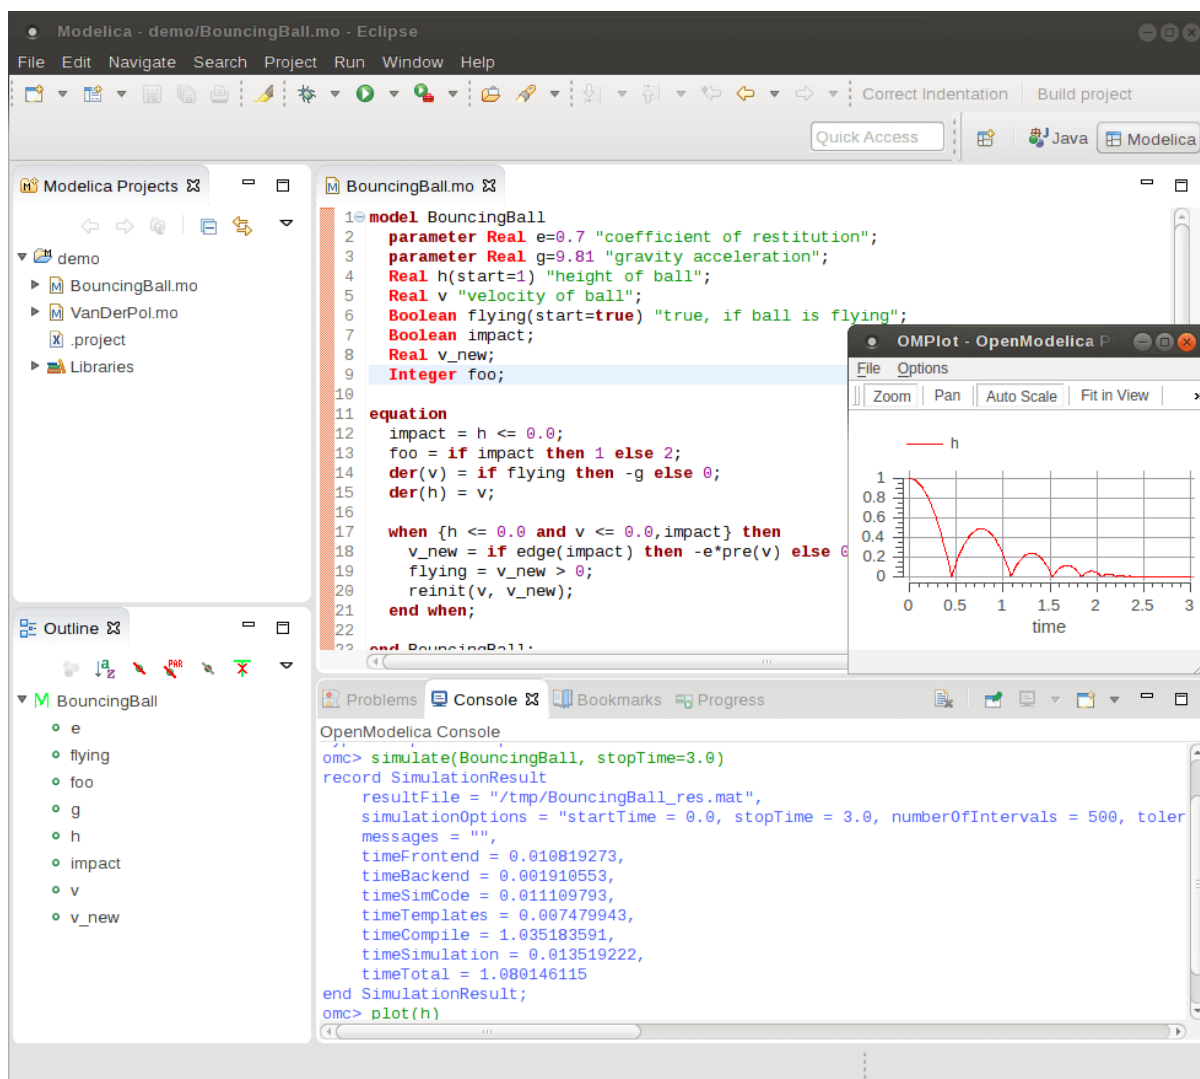 Modelica - demo/BouncingBall.mo - Eclipse
File Edit Navigate Search Project Run Window Help
Correct Indentation Build project
Quick Access Java Modelica
Modelica Projects
demo
BouncingBall.mo
VanDerPol.mo
.project
Libraries
BouncingBall.mo
1 model BouncingBall
2 parameter Real e=0.7 "coefficient of restitution";
3 parameter Real g=9.81 "gravity acceleration";
4 Real h(start=1) "height of ball";
5 Real v "velocity of ball";
6 Boolean flying(start=true) "true, if ball is flying";
7 Boolean impact;
8 Real v_new;
9 Integer foo;
10
11 equation
12 impact = h <= 0.0;
13 foo = if impact then 1 else 2;
14 der(v) = if flying then -g else 0;
15 der(h) = v;
16
17 when {h <= 0.0 and v <= 0.0,impact} then
18 v_new = if edge(impact) then -e*pre(v) else 0
19 flying = v_new > 0;
20 reinit(v, v_new);
21 end when;
22
23 end BouncingBall;
OMPlot - OpenModelica P
File Options
Zoom Pan Auto Scale Fit in View
h
1
0.8
0.6
0.4
0.2
0
0 0.5 1 1.5 2 2.5 3
time
Outline
BouncingBall
e
flying
foo
g
h
impact
v
v_new
Problems Console Bookmarks Progress
OpenModelica Console
omc> simulate(BouncingBall, stopTime=3.0)
record SimulationResult
resultFile = "/tmp/BouncingBall_res.mat",
simulationOptions = "startTime = 0.0, stopTime = 3.0, numberOfIntervals = 500, toler
messages = "",
timeFrontend = 0.010819273,
timeBackend = 0.001910553,
timeSimCode = 0.011109793,
timeTemplates = 0.007479943,
timeCompile = 1.035183591,
timeSimulation = 0.013519222,
timeTotal = 1.080146115
end SimulationResult;
omc> plot(h)